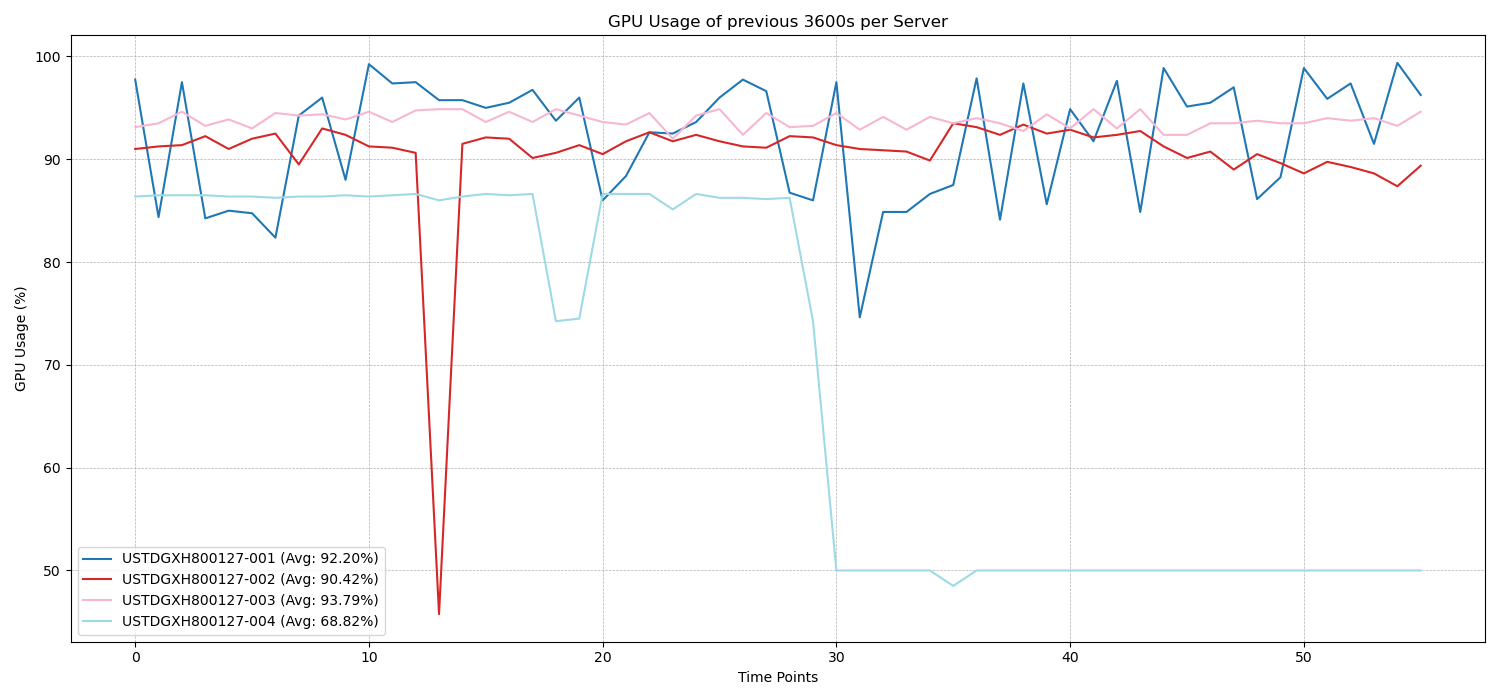 GPU Usage of previous 3600s per Server
100
90
80
70
60
50
GPU Usage (%)
USTDGXH800127-001 (Avg: 92.20%)
USTDGXH800127-002 (Avg: 90.42%)
USTDGXH800127-003 (Avg: 93.79%)
USTDGXH800127-004 (Avg: 68.82%)
0 10 20 30 40 50
Time Points